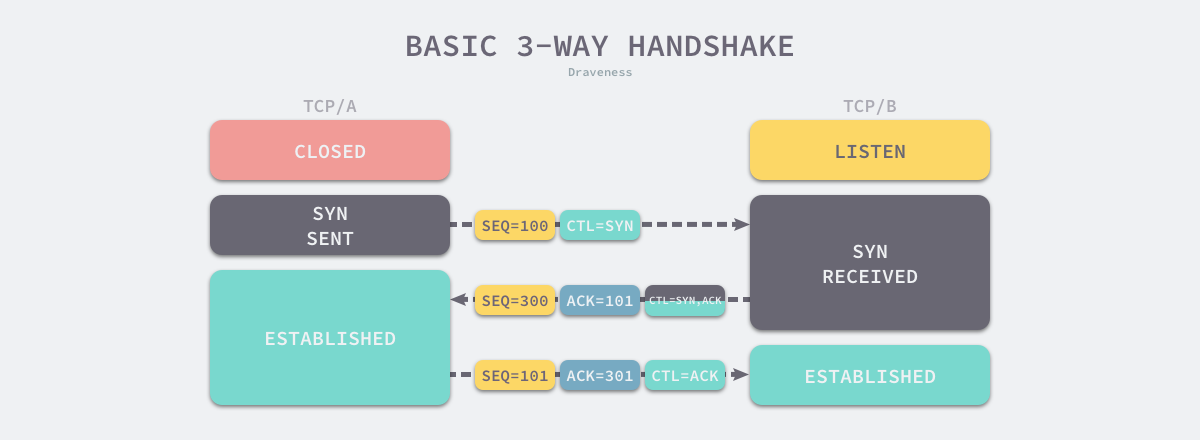 BASIC 3-WAY HANDSHAKE
Draveness
TCP/A
TCP/B
CLOSED
LISTEN
SYN
SENT
SEQ=100
CTL=SYN
SYN
RECEIVED
SEQ=300
ACK=101
CTL=SYN,ACK
ESTABLISHED
SEQ=101
ACK=301
CTL=ACK
ESTABLISHED